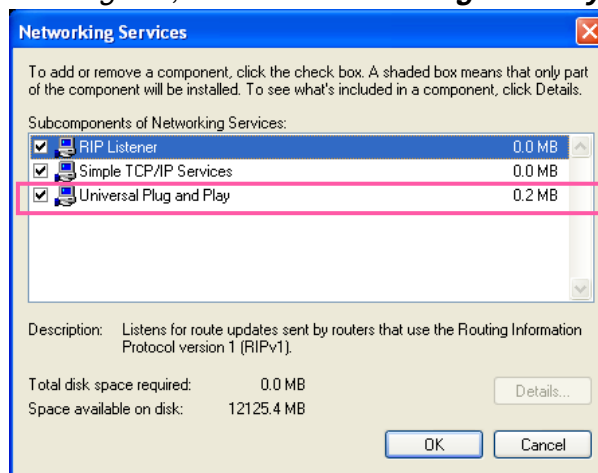 Networking Services
To add or remove a component, click the check box. A shaded box means that only part
of the component will be installed. To see what's included in a component, click Details.
Subcomponents of Networking Services:
RIP Listener 0.0 MB
Simple TCP/IP Services 0.0 MB
Universal Plug and Play 0.2 MB
Description: Listens for route updates sent by routers that use the Routing Information
Protocol version 1 (RIPv1).
Total disk space required: 0.0 MB
Space available on disk: 12125.4 MB
Details...
OK Cancel